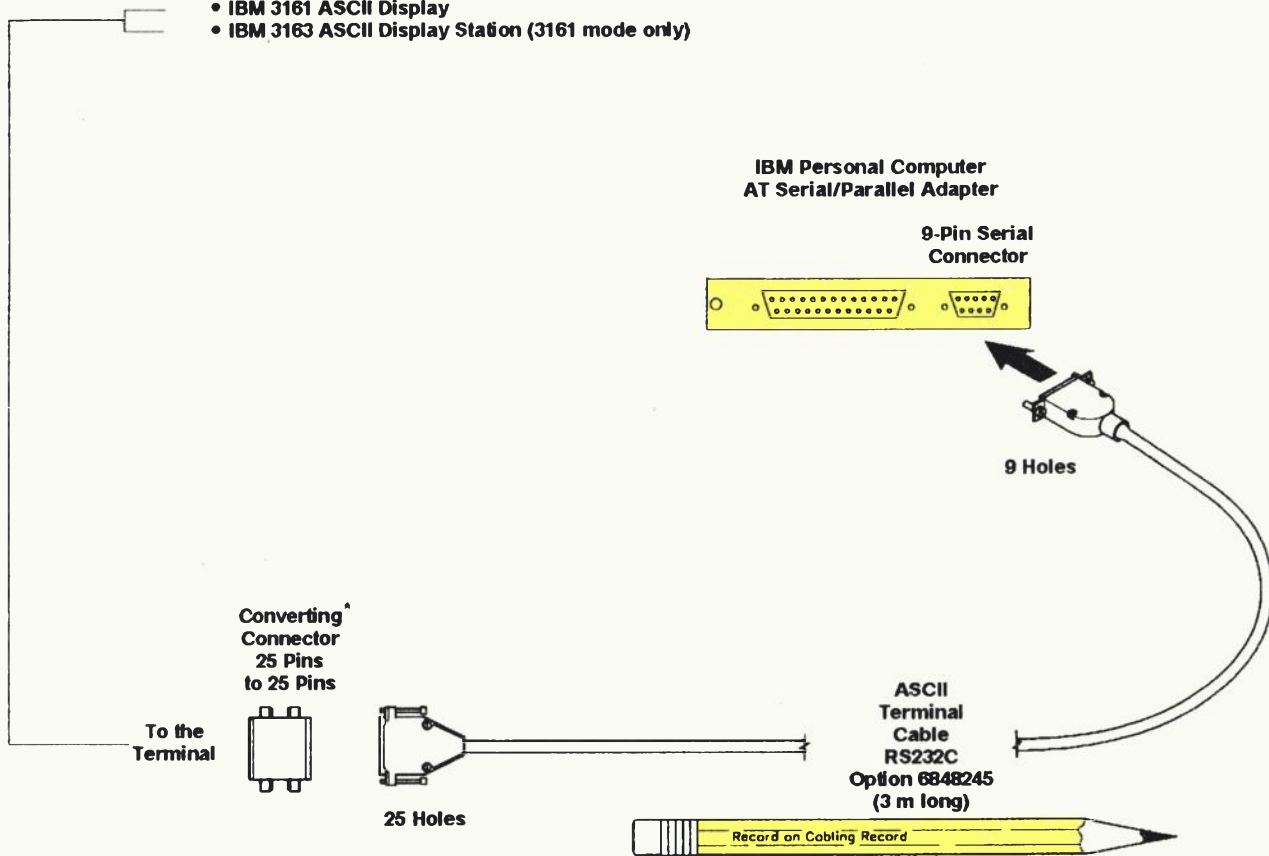 • IBM 3161 ASCII Display
• IBM 3163 ASCII Display Station (3161 mode only)
IBM Personal Computer
AT Serial/Parallel Adapter
9-Pin Serial
Connector
9 Holes
Converting*
Connector
25 Pins
to 25 Pins
To the
Terminal
25 Holes
ASCII
Terminal
Cable
RS232C
Option 6848245
(3 m long)
Record on Cabling Record